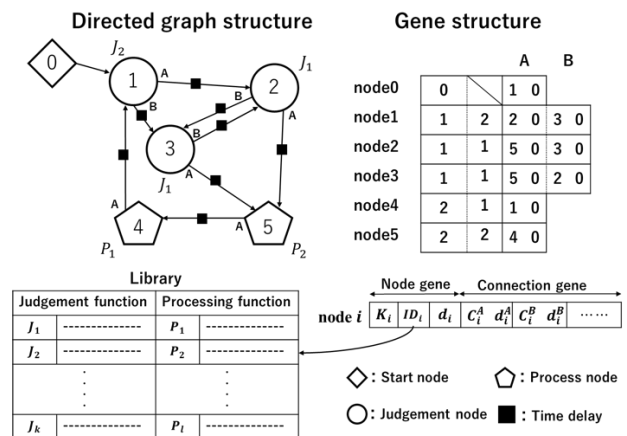 Directed graph structure
Gene structure
J₂
0
1
A
B
J₁
2
B
A
3
B
A
J₁
A
4
P₁
A
5
P₂
A B
node0 0 1 0
node1 1 2 2 0 3 0
node2 1 1 5 0 3 0
node3 1 1 5 0 2 0
node4 2 1 1 0
node5 2 2 4 0
Library
Judgement function Processing function
J₁ ------------- P₁ -------------
J₂ ------------- P₂ -------------
Jₖ ------------- Pₗ -------------
Node gene Connection gene
node i Kᵢ IDᵢ dᵢ Cᵢᴬ dᵢᴬ Cᵢᴮ dᵢᴮ ……
: Start node
: Process node
: Judgement node
: Time delay